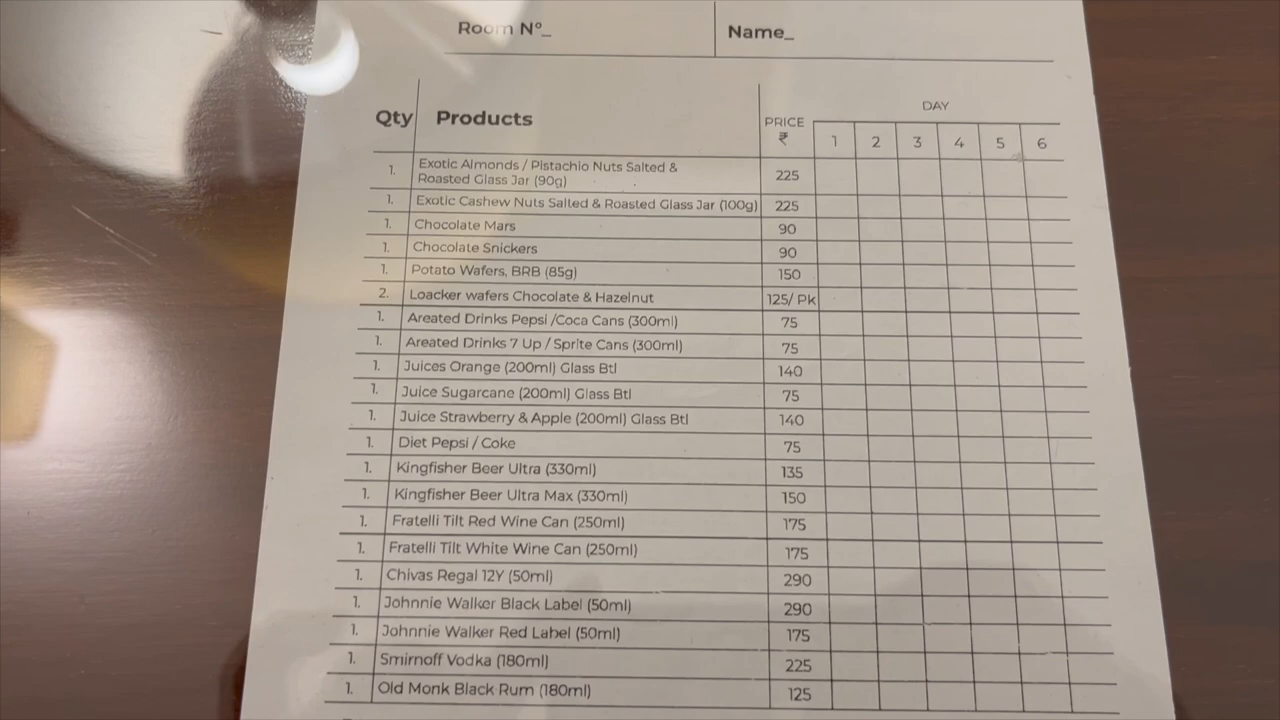 Room Nº_ Name_
DAY
Qty Products PRICE ₹ 1 2 3 4 5 6
1. Exotic Almonds / Pistachio Nuts Salted &
Roasted Glass Jar (90g) 225
1. Exotic Cashew Nuts Salted & Roasted Glass Jar (100g) 225
1. Chocolate Mars 90
1. Chocolate Snickers 90
1. Potato Wafers, BRB (85g) 150
2. Loacker wafers Chocolate & Hazelnut 125/ Pk
1. Areated Drinks Pepsi /Coca Cans (300ml) 75
1. Areated Drinks 7 Up / Sprite Cans (300ml) 75
1. Juices Orange (200ml) Glass Btl 140
1. Juice Sugarcane (200ml) Glass Btl 75
1. Juice Strawberry & Apple (200ml) Glass Btl 140
1. Diet Pepsi / Coke 75
1. Kingfisher Beer Ultra (330ml) 135
1. Kingfisher Beer Ultra Max (330ml) 150
1. Fratelli Tilt Red Wine Can (250ml) 175
1. Fratelli Tilt White Wine Can (250ml) 175
1. Chivas Regal 12Y (50ml) 290
1. Johnnie Walker Black Label (50ml) 290
1. Johnnie Walker Red Label (50ml) 175
1. Smirnoff Vodka (180ml) 225
1. Old Monk Black Rum (180ml) 125